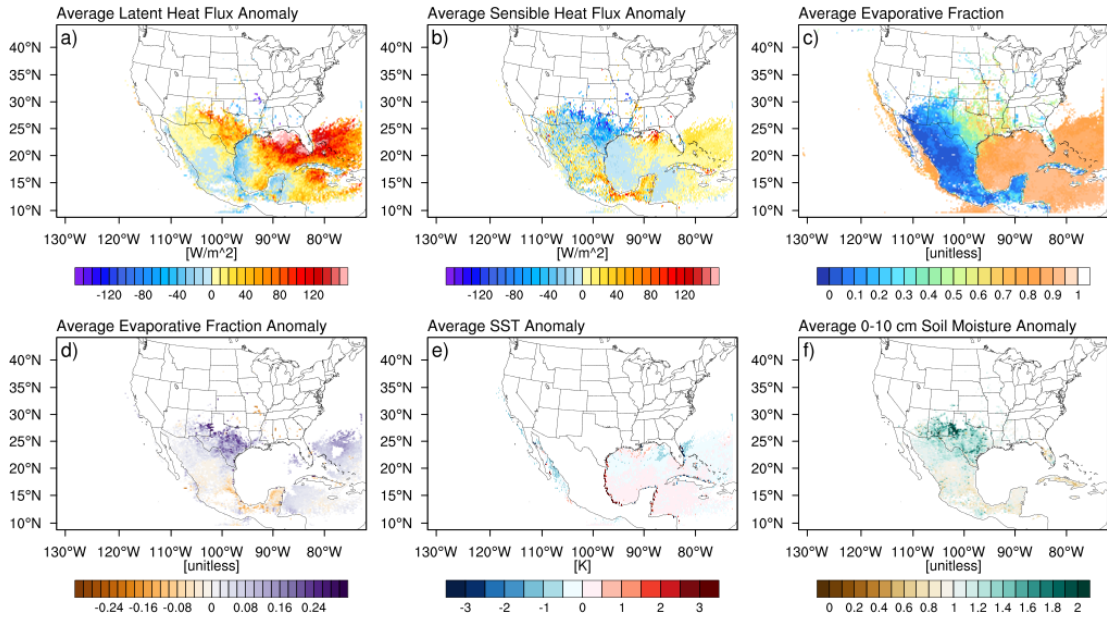 Average Latent Heat Flux Anomaly
a)
40°N
35°N
30°N
25°N
20°N
15°N
10°N
130°W 120°W 110°W 100°W 90°W 80°W
[W/m^2]
-120 -80 -40 0 40 80 120
Average Sensible Heat Flux Anomaly
b)
40°N
35°N
30°N
25°N
20°N
15°N
10°N
130°W 120°W 110°W 100°W 90°W 80°W
[W/m^2]
-120 -80 -40 0 40 80 120
Average Evaporative Fraction
c)
40°N
35°N
30°N
25°N
20°N
15°N
10°N
130°W 120°W 110°W 100°W 90°W 80°W
[unitless]
0 0.1 0.2 0.3 0.4 0.5 0.6 0.7 0.8 0.9 1
Average Evaporative Fraction Anomaly
d)
40°N
35°N
30°N
25°N
20°N
15°N
10°N
130°W 120°W 110°W 100°W 90°W 80°W
[unitless]
-0.24 -0.16 -0.08 0 0.08 0.16 0.24
Average SST Anomaly
e)
40°N
35°N
30°N
25°N
20°N
15°N
10°N
130°W 120°W 110°W 100°W 90°W 80°W
[K]
-3 -2 -1 0 1 2 3
Average 0-10 cm Soil Moisture Anomaly
f)
40°N
35°N
30°N
25°N
20°N
15°N
10°N
130°W 120°W 110°W 100°W 90°W 80°W
[unitless]
0 0.2 0.4 0.6 0.8 1 1.2 1.4 1.6 1.8 2